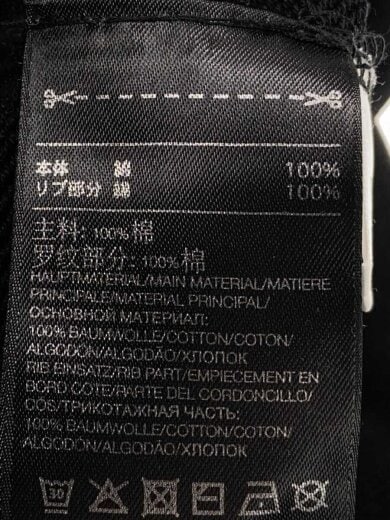 本体 綿 100%
リブ部分 綿 100%
主料: 100%棉
罗纹部分: 100%棉
HAUPTMATERIAL/MAIN MATERIAL/MATIERE
PRINCIPALE/MATERIAL PRINCIPAL/
ОСНОВНОЙ МАТЕРИАЛ:
100% BAUMWOLLE/COTTON/COTON/
ALGODÓN/ALGODÃO/ХЛОПОК
RIB EINSATZ/RIB PART/EMPIECEMENT EN
BORD COTE/PARTE DEL CORDONCILLO/
CÓS/ТРИКОТАЖНАЯ ЧАСТЬ:
100% BAUMWOLLE/COTTON/COTON/
ALGODÓN/ALGODÃO/ХЛОПОК
30